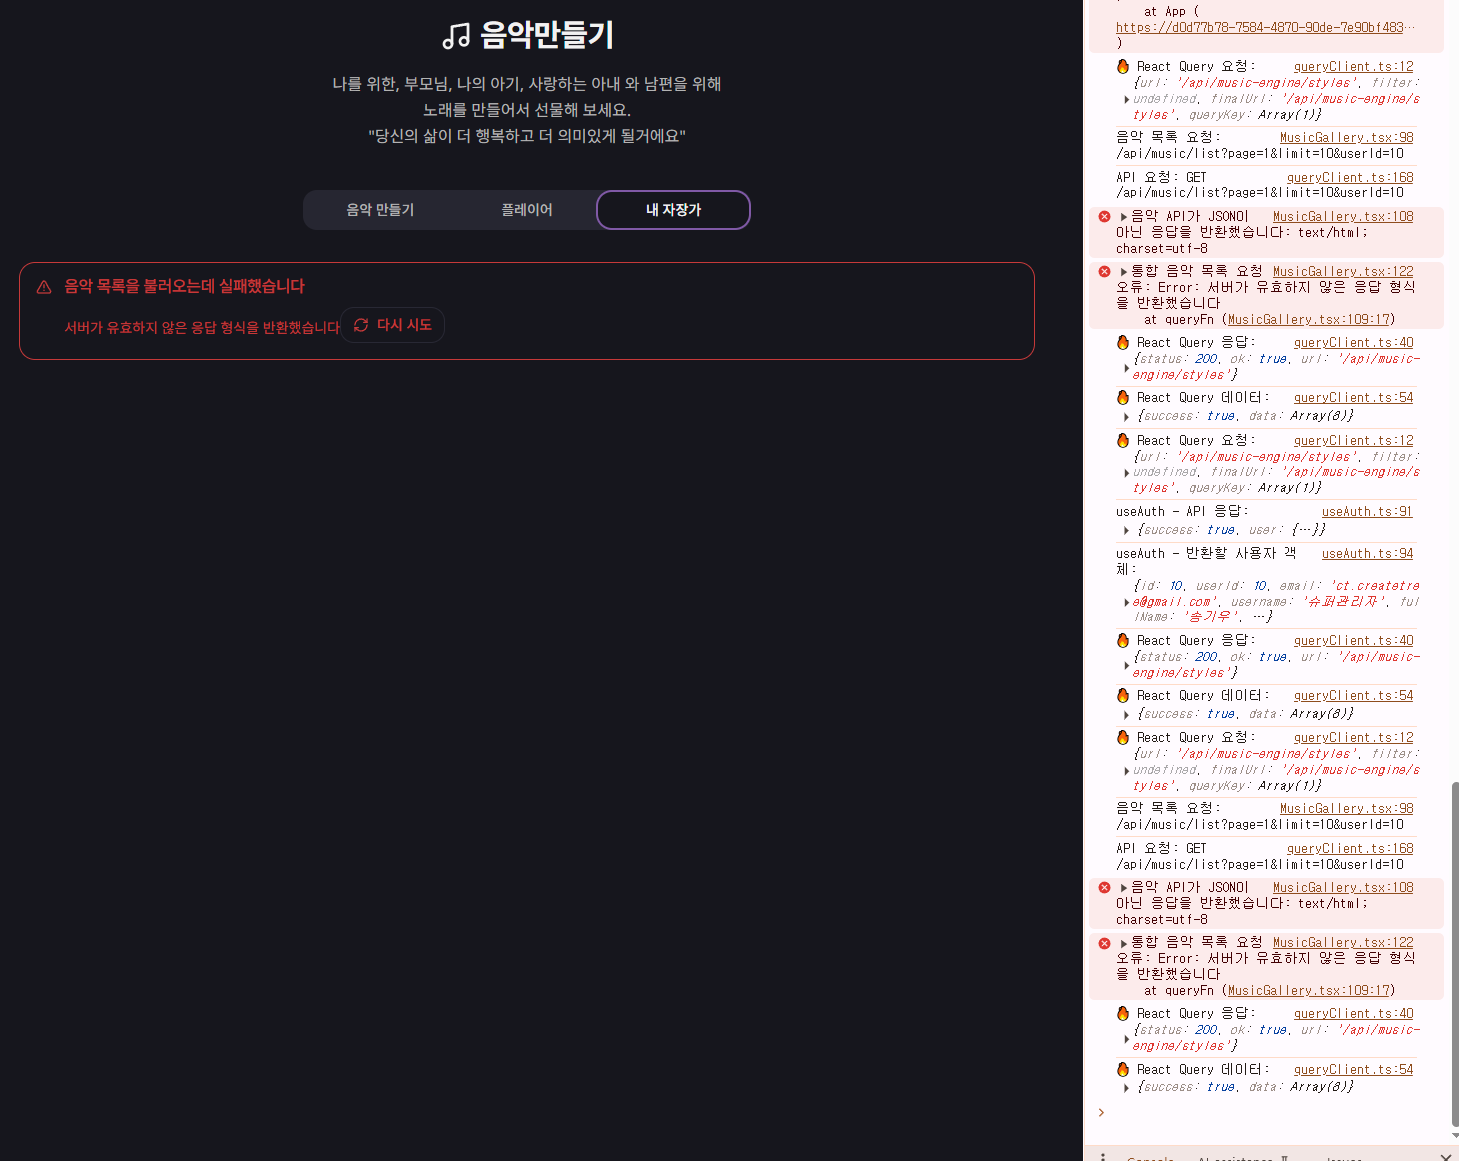 음악만들기
나를 위한, 부모님, 나의 아기, 사랑하는 아내 와 남편을 위해
노래를 만들어서 선물해 보세요.
"당신의 삶이 더 행복하고 더 의미있게 될거에요"
음악 만들기
플레이어
내 자장가
음악 목록을 불러오는데 실패했습니다
서버가 유효하지 않은 응답 형식을 반환했습니다
다시 시도
at App (
https://d0d77b78-7584-4870-90de-7e90bf483…
)
React Query 요청: queryClient.ts:12
{url: '/api/music-engine/styles', filter:
undefined, finalUrl: '/api/music-engine/s
tyles', queryKey: Array(1)}
음악 목록 요청: MusicGallery.tsx:98
/api/music/list?page=1&limit=10&userId=10
API 요청: GET queryClient.ts:168
/api/music/list?page=1&limit=10&userId=10
음악 API가 JSON이 MusicGallery.tsx:108
아닌 응답을 반환했습니다: text/html;
charset=utf-8
통합 음악 목록 요청 MusicGallery.tsx:122
오류: Error: 서버가 유효하지 않은 응답 형식
을 반환했습니다
at queryFn (MusicGallery.tsx:109:17)
React Query 응답: queryClient.ts:40
{status: 200, ok: true, url: '/api/music-
engine/styles'}
React Query 데이터: queryClient.ts:54
{success: true, data: Array(8)}
React Query 요청: queryClient.ts:12
{url: '/api/music-engine/styles', filter:
undefined, finalUrl: '/api/music-engine/s
tyles', queryKey: Array(1)}
useAuth - API 응답: useAuth.ts:91
{success: true, user: {…}}
useAuth - 반환할 사용자 객 useAuth.ts:94
체:
{id: 10, userId: 10, email: 'ct.createtre
e@gmail.com', username: '슈퍼관리자', ful
lName: '송기우', …}
React Query 응답: queryClient.ts:40
{status: 200, ok: true, url: '/api/music-
engine/styles'}
React Query 데이터: queryClient.ts:54
{success: true, data: Array(8)}
React Query 요청: queryClient.ts:12
{url: '/api/music-engine/styles', filter:
undefined, finalUrl: '/api/music-engine/s
tyles', queryKey: Array(1)}
음악 목록 요청: MusicGallery.tsx:98
/api/music/list?page=1&limit=10&userId=10
API 요청: GET queryClient.ts:168
/api/music/list?page=1&limit=10&userId=10
음악 API가 JSON이 MusicGallery.tsx:108
아닌 응답을 반환했습니다: text/html;
charset=utf-8
통합 음악 목록 요청 MusicGallery.tsx:122
오류: Error: 서버가 유효하지 않은 응답 형식
을 반환했습니다
at queryFn (MusicGallery.tsx:109:17)
React Query 응답: queryClient.ts:40
{status: 200, ok: true, url: '/api/music-
engine/styles'}
React Query 데이터: queryClient.ts:54
{success: true, data: Array(8)}